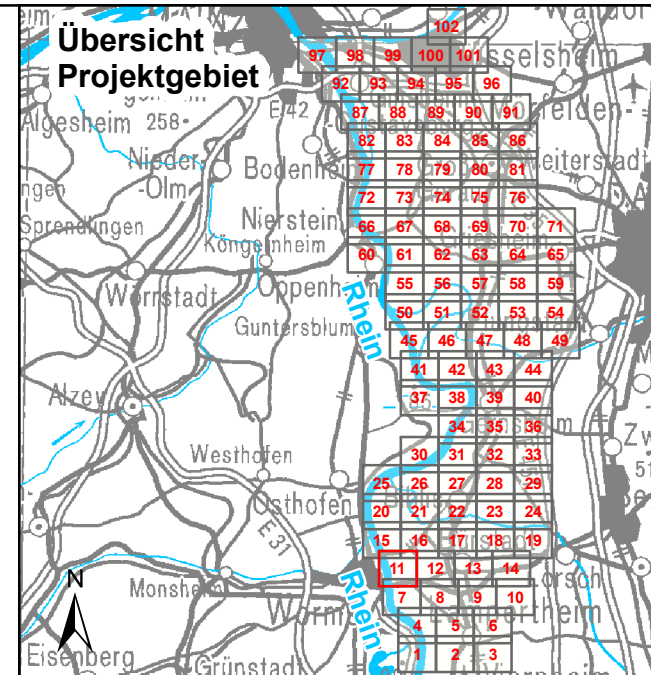 Übersicht
Projektgebiet
102
97 98 99 100 101
sselsheim
92 93 94 95 96
E 42
87 88 89 90 91
Algesheim 258
82 83 84 85 86
Nieder-Olm
Bodenheim
77 78 79 80 81
72 73 74 75 76
Sprendlingen
Nierstein
66 67 68 69 70 71
Köngernheim
60 61 62 63 64 65
Wörrstadt
55 56 57 58 59
Rhein
50 51 52 53 54
Guntersblum
45 46 47 48 49
41 42 43 44
Alzey
37 38 39 40
34 35 36
Westhofen
30 31 32 33
25 26 27 28 29
Osthofen
20 21 22 23 24
E 31
15 16 17 18 19
11 12 13 14
Lorsch
N
Monsheim
Rhein
7 8 9 10
Worms
4 5 6
Eisenberg
Grünstadt
1 2 3